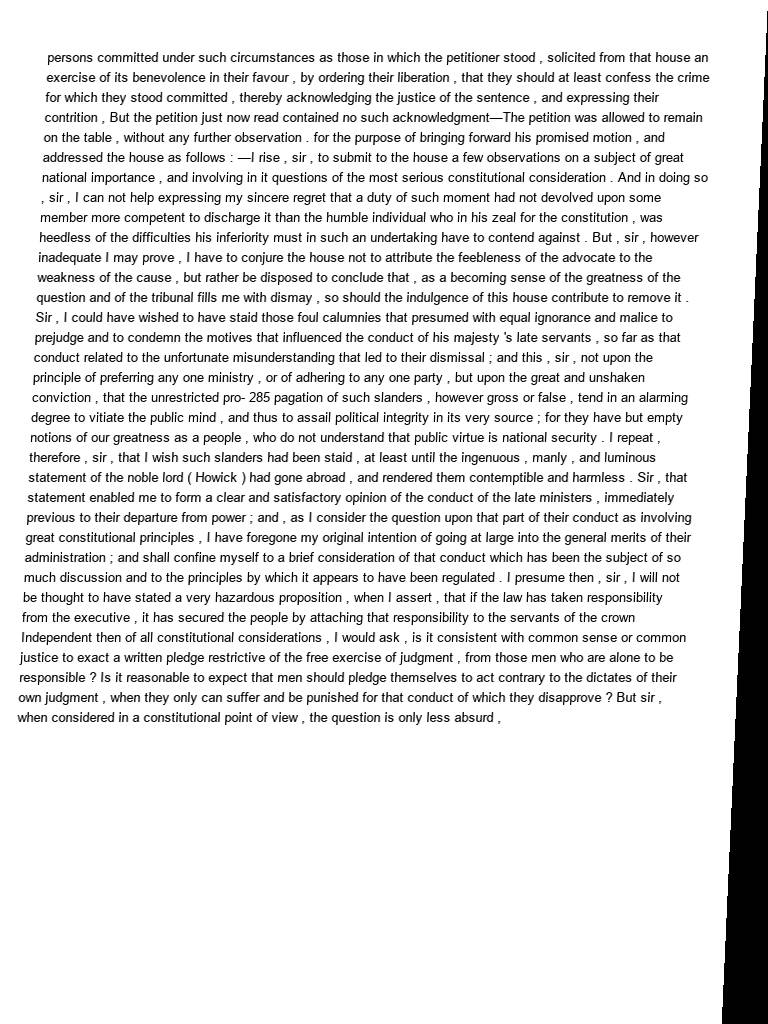 persons committed under such circumstances as those in which the petitioner stood , solicited from that house an
exercise of its benevolence in their favour , by ordering their liberation , that they should at least confess the crime
for which they stood committed , thereby acknowledging the justice of the sentence , and expressing their
contrition , But the petition just now read contained no such acknowledgment—The petition was allowed to remain
on the table , without any further observation . for the purpose of bringing forward his promised motion , and
addressed the house as follows : —I rise , sir , to submit to the house a few observations on a subject of great
national importance , and involving in it questions of the most serious constitutional consideration . And in doing so
, sir , I can not help expressing my sincere regret that a duty of such moment had not devolved upon some
member more competent to discharge it than the humble individual who in his zeal for the constitution , was
heedless of the difficulties his inferiority must in such an undertaking have to contend against . But , sir , however
inadequate I may prove , I have to conjure the house not to attribute the feebleness of the advocate to the
weakness of the cause , but rather be disposed to conclude that , as a becoming sense of the greatness of the
question and of the tribunal fills me with dismay , so should the indulgence of this house contribute to remove it .
Sir , I could have wished to have staid those foul calumnies that presumed with equal ignorance and malice to
prejudge and to condemn the motives that influenced the conduct of his majesty 's late servants , so far as that
conduct related to the unfortunate misunderstanding that led to their dismissal ; and this , sir , not upon the
principle of preferring any one ministry , or of adhering to any one party , but upon the great and unshaken
conviction , that the unrestricted pro- 285 pagation of such slanders , however gross or false , tend in an alarming
degree to vitiate the public mind , and thus to assail political integrity in its very source ; for they have but empty
notions of our greatness as a people , who do not understand that public virtue is national security . I repeat ,
therefore , sir , that I wish such slanders had been staid , at least until the ingenuous , manly , and luminous
statement of the noble lord ( Howick ) had gone abroad , and rendered them contemptible and harmless . Sir , that
statement enabled me to form a clear and satisfactory opinion of the conduct of the late ministers , immediately
previous to their departure from power ; and , as I consider the question upon that part of their conduct as involving
great constitutional principles , I have foregone my original intention of going at large into the general merits of their
administration ; and shall confine myself to a brief consideration of that conduct which has been the subject of so
much discussion and to the principles by which it appears to have been regulated . I presume then , sir , I will not
be thought to have stated a very hazardous proposition , when I assert , that if the law has taken responsibility
from the executive , it has secured the people by attaching that responsibility to the servants of the crown
Independent then of all constitutional considerations , I would ask , is it consistent with common sense or common
justice to exact a written pledge restrictive of the free exercise of judgment , from those men who are alone to be
responsible ? Is it reasonable to expect that men should pledge themselves to act contrary to the dictates of their
own judgment , when they only can suffer and be punished for that conduct of which they disapprove ? But sir ,
when considered in a constitutional point of view , the question is only less absurd ,